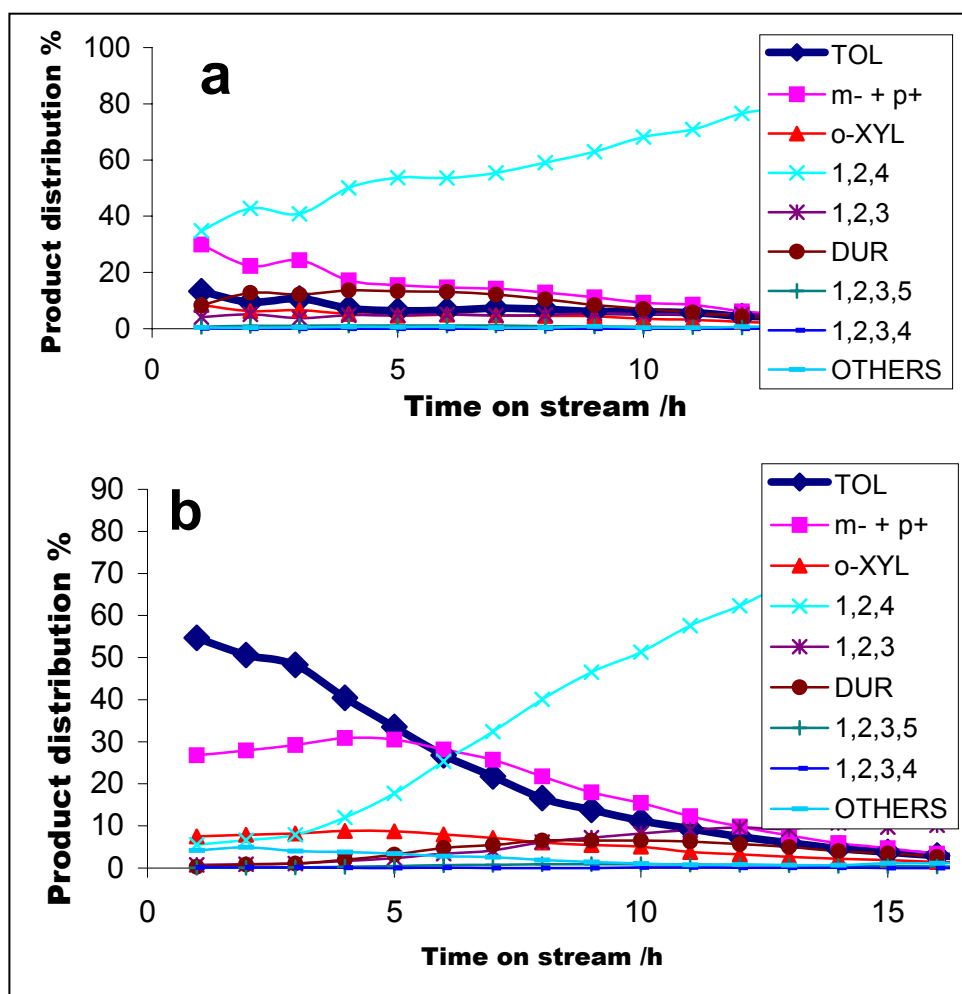 a
Product distribution %
100
80
60
40
20
0
0
5
10
Time on stream /h
TOL
m- + p+
o-XYL
1,2,4
1,2,3
DUR
1,2,3,5
1,2,3,4
OTHERS
b
Product distribution %
90
80
70
60
50
40
30
20
10
0
0
5
10
15
Time on stream /h
TOL
m- + p+
o-XYL
1,2,4
1,2,3
DUR
1,2,3,5
1,2,3,4
OTHERS